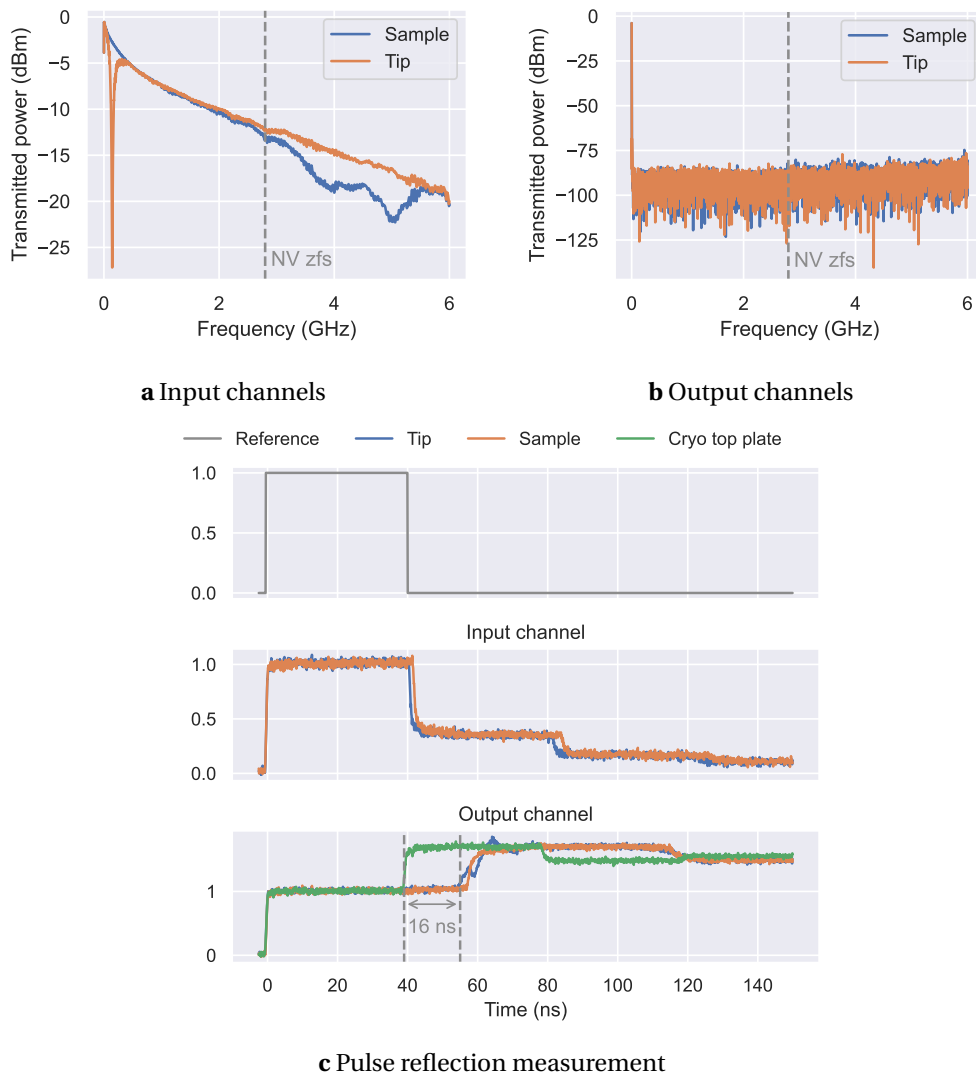 0
−5
−10
−15
−20
−25
Transmitted power (dBm)
Sample
Tip
NV zfs
0 2 4 6
Frequency (GHz)
a Input channels
0
−25
−50
−75
−100
−125
Transmitted power (dBm)
Sample
Tip
NV zfs
0 2 4 6
Frequency (GHz)
b Output channels
Reference Tip Sample Cryo top plate
1.0
0.5
0.0
Input channel
1.0
0.5
0.0
Output channel
1
0
16 ns
0 20 40 60 80 100 120 140
Time (ns)
c Pulse reflection measurement